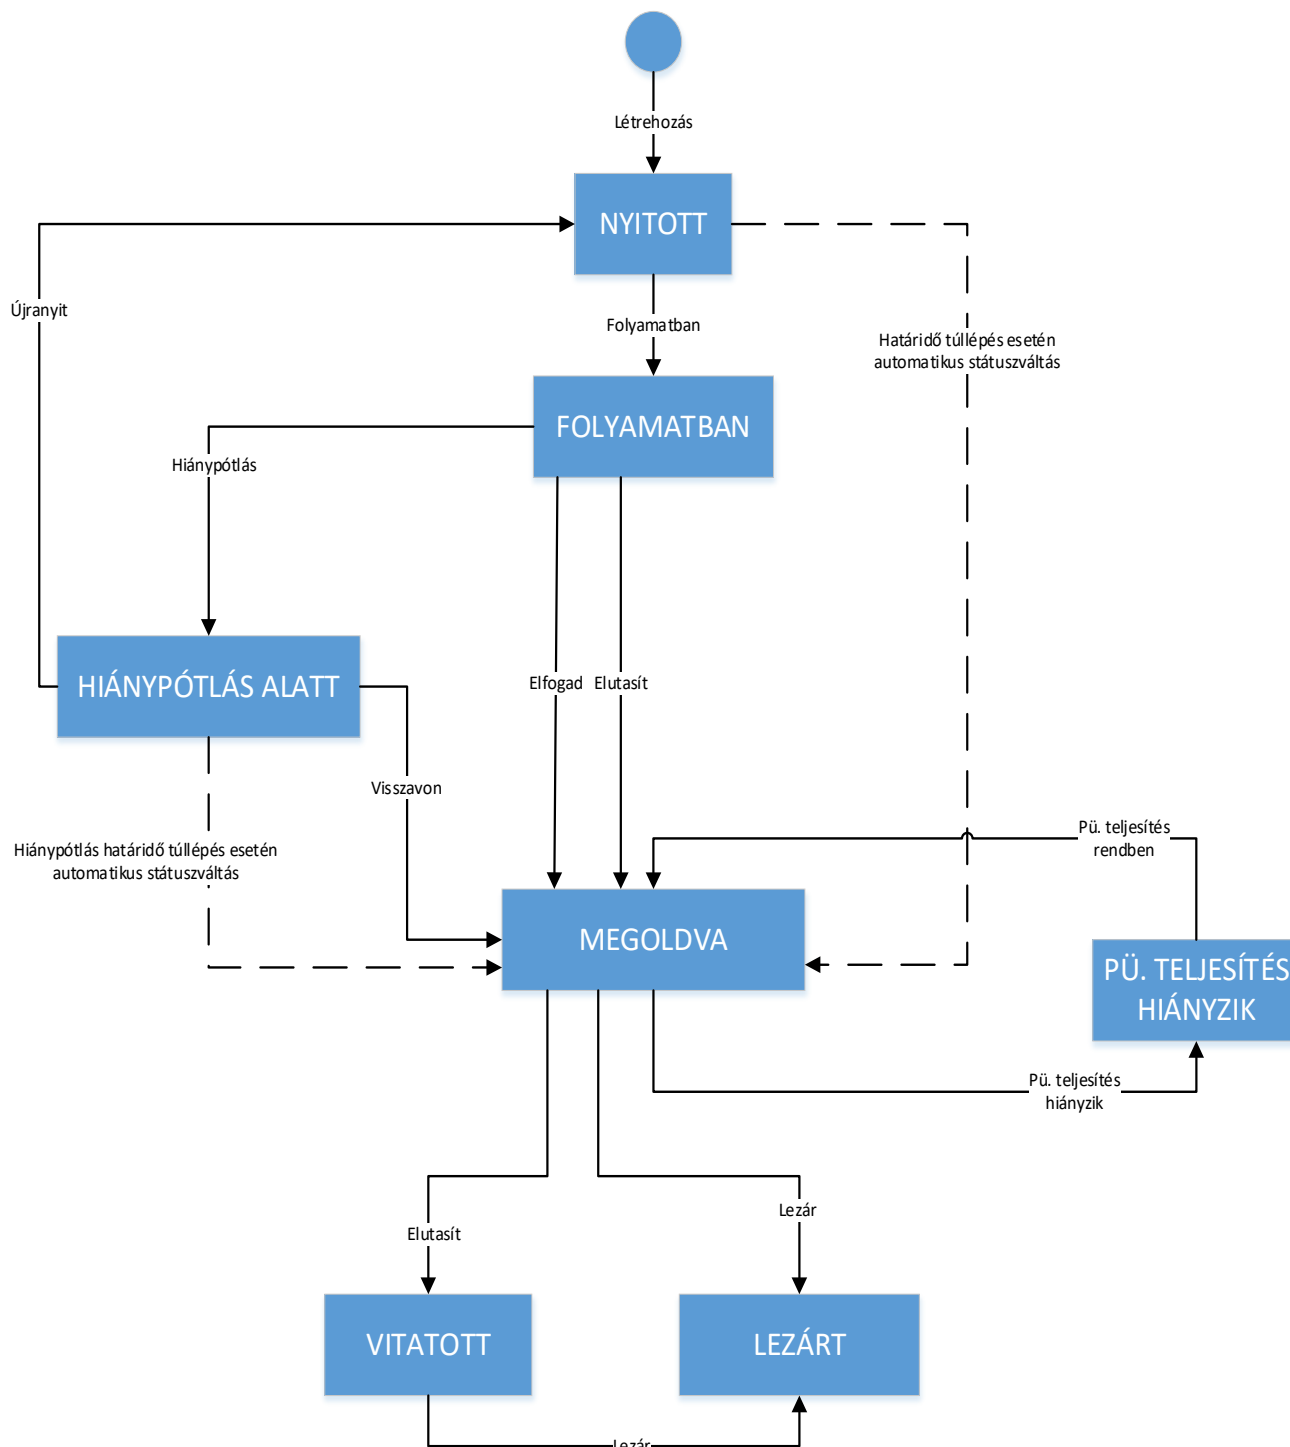 Létrehozás
NYITOTT
Újranyit
Folyamatban
Határidő túllépés esetén
automatikus státuszváltás
FOLYAMATBAN
Hiánypótlás
HIÁNYPÓTLÁS ALATT
Elfogad
Elutasít
Visszavon
Hiánypótlás határidő túllépés esetén
automatikus státuszváltás
Pü. teljesítés
rendben
MEGOLDVA
PÜ. TELJESÍTÉS
HIÁNYZIK
Pü. teljesítés
hiányzik
Lezár
Elutasít
VITATOTT
LEZÁRT
Lezár